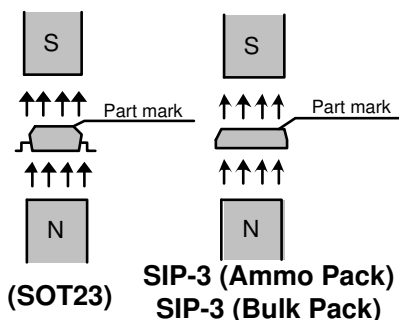 S
S
Part mark
Part mark
N
N
(SOT23)
SIP-3 (Ammo Pack)
SIP-3 (Bulk Pack)